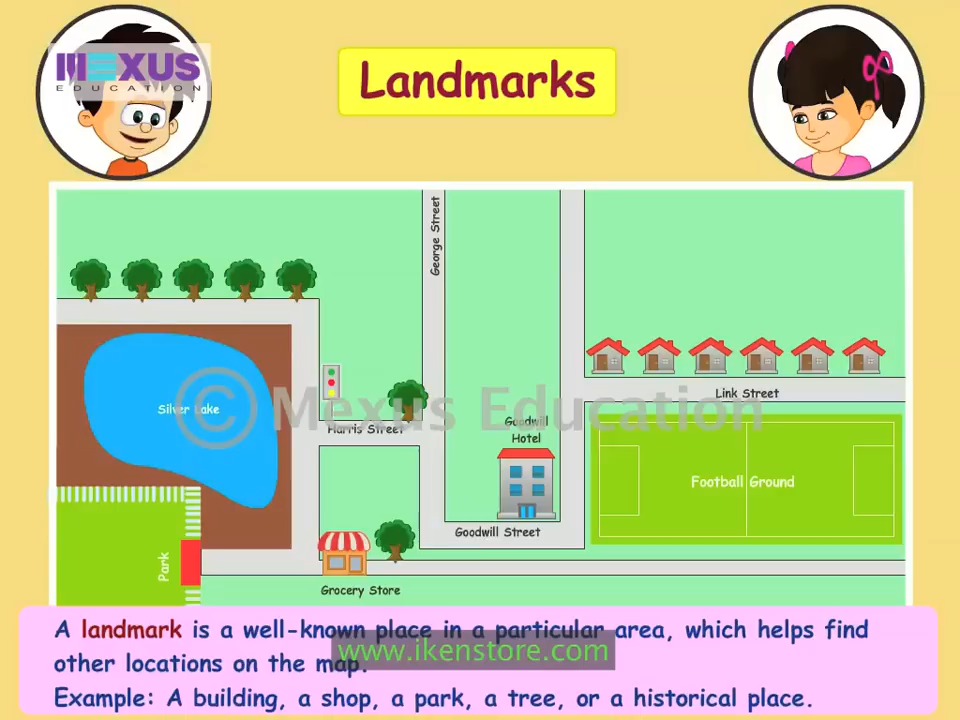 MEXUS
EDUCATION
Landmarks
George Street
Link Street
Silver Lake
© Mexus Education
Harris Street
Goodwill
Hotel
Football Ground
Goodwill Street
Park
Grocery Store
A landmark is a well-known place in a particular area, which helps find
other locations on the map.
www.ikenstore.com
Example: A building, a shop, a park, a tree, or a historical place.